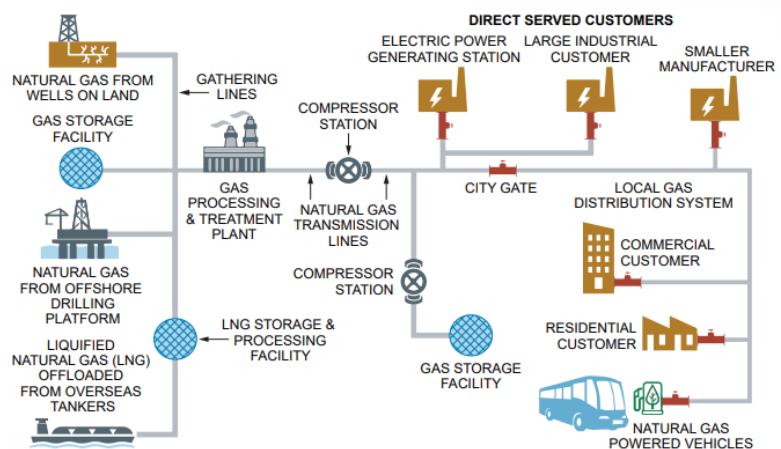 DIRECT SERVED CUSTOMERS
ELECTRIC POWER
GENERATING STATION
LARGE INDUSTRIAL
CUSTOMER
SMALLER
MANUFACTURER
NATURAL GAS FROM
WELLS ON LAND
GATHERING
LINES
GAS STORAGE
FACILITY
COMPRESSOR
STATION
GAS
PROCESSING
& TREATMENT
PLANT
NATURAL GAS
TRANSMISSION
LINES
CITY GATE
LOCAL GAS
DISTRIBUTION SYSTEM
NATURAL GAS
FROM OFFSHORE
DRILLING
PLATFORM
COMPRESSOR
STATION
COMMERCIAL
CUSTOMER
LNG STORAGE &
PROCESSING
FACILITY
RESIDENTIAL
CUSTOMER
LIQUIFIED
NATURAL GAS (LNG)
OFFLOADED
FROM OVERSEAS
TANKERS
GAS STORAGE
FACILITY
NATURAL GAS
POWERED VEHICLES